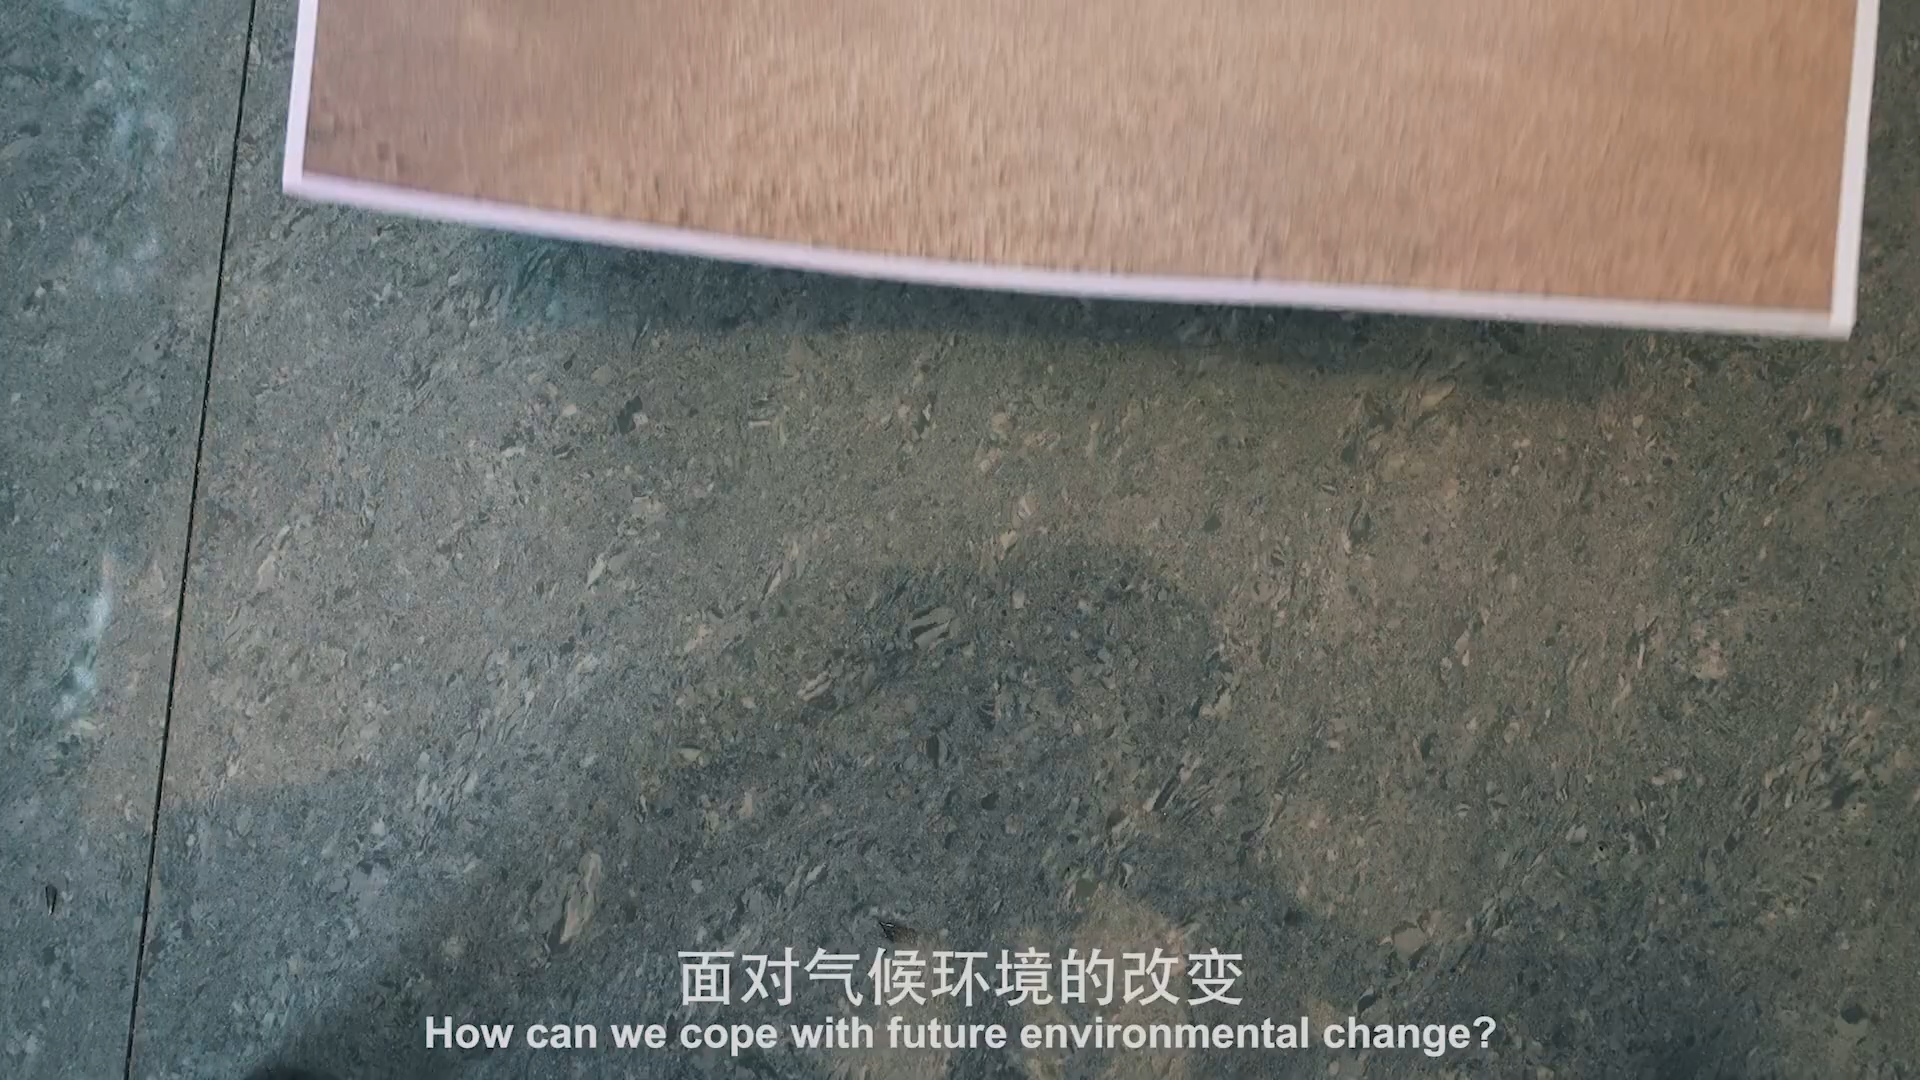 面对气候环境的改变
How can we cope with future environmental change?